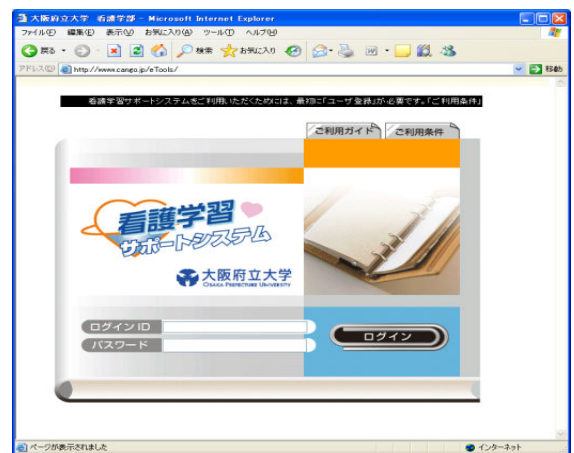 大阪府立大学 看護学部 - Microsoft Internet Explorer
ファイル(F) 編集(E) 表示(V) お気に入り(A) ツール(T) ヘルプ(H)
戻る 検索 お気に入り
アドレス(D) http://www.cango.jp/eTools/ 移動
看護学習サポートシステムをご利用いただくためには、最初に「ユーザ登録」が必要です。「ご利用条件」
ご利用ガイド ご利用条件
看護学習
サポートシステム
大阪府立大学
OSAKA PREFECTURE UNIVERSITY
ログイン ID
パスワード
ログイン
ページが表示されました インターネット